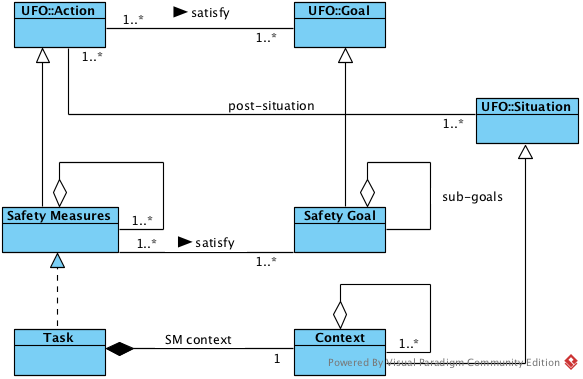 UFO::Action
UFO::Goal
1..*
satisfy
1..*
1..*
UFO::Situation
post-situation
1..*
sub-goals
Safety Measures
1..*
Safety Goal
1..*
satisfy
1..*
Task
SM context
1
Context
1..*
Powered By Visual Paradigm Community Edition